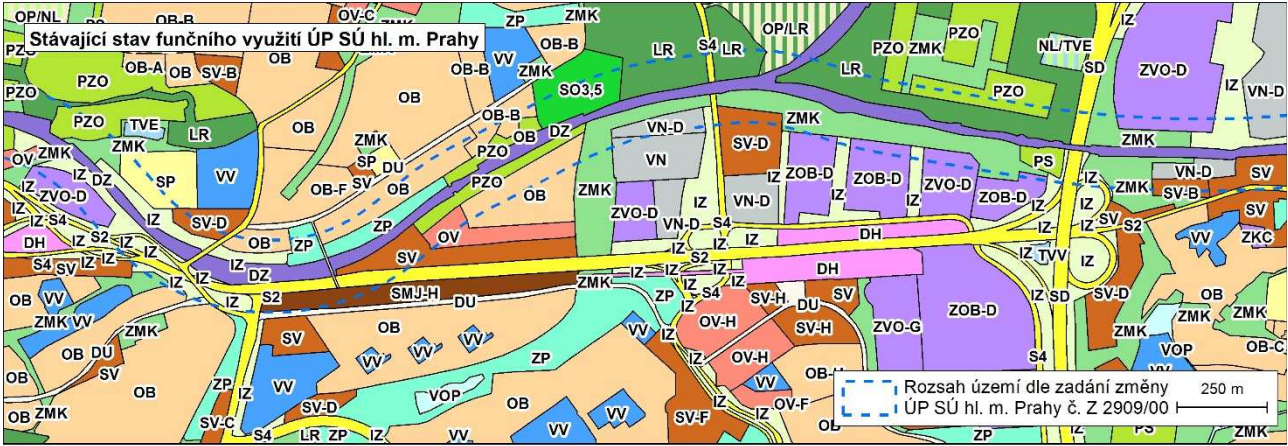 Stávající stav funčního využití ÚP SÚ hl. m. Prahy
OP/NL OB-B OV-C ZP ZMK OB-B VV S4 LR OP/LR PZO ZMK PZO NL/TVE IZ SD ZVO-D IZ VN-D
PZO OB-A OB SV-B OB OB-B ZMK SO3,5 LR LR PZO
PZO PZO TVE LR ZMK OB OB-B OB DZ ZMK ZMK
OV ZMK SP VV ZMK SP DU PZO VN SV-D VN-D PS ZMK VN-D SV
IZ DZ ZVO-D OB-F SV OB PZO OB ZMK ZOB-D ZOB-D ZVO-D ZOB-D IZ SV-B
IZ S4 SV-D IZ ZP ZVO-D VN-D IZ IZ IZ IZ SV S2 SV
DH S2 IZ OB ZP OV VN-D S4 DH IZ VV ZKC
S4 SV IZ IZ DZ SV S2 IZ DH TVV IZ
OB VV IZ S2 SMJ-H DU ZMK ZP S4 SV-H DU SV IZ SD SV-D OB
ZMK VV ZMK SV OB VV OV-H SV-H ZVO-G ZOB-D ZMK ZMK ZMK
OB DU SV OB ZP VV VV VV ZP IZ OV-H VV OB-H S4 VOP OB-C
OB OB ZMK SV-C IZ VV SV-D VOP OB VV SV-F OV-F VV
S4 LR ZP IZ VV IZ ZMK PS ZP IZ ZMK
Rozsah území dle zadání změny
ÚP SÚ hl. m. Prahy č. Z 2909/00
250 m